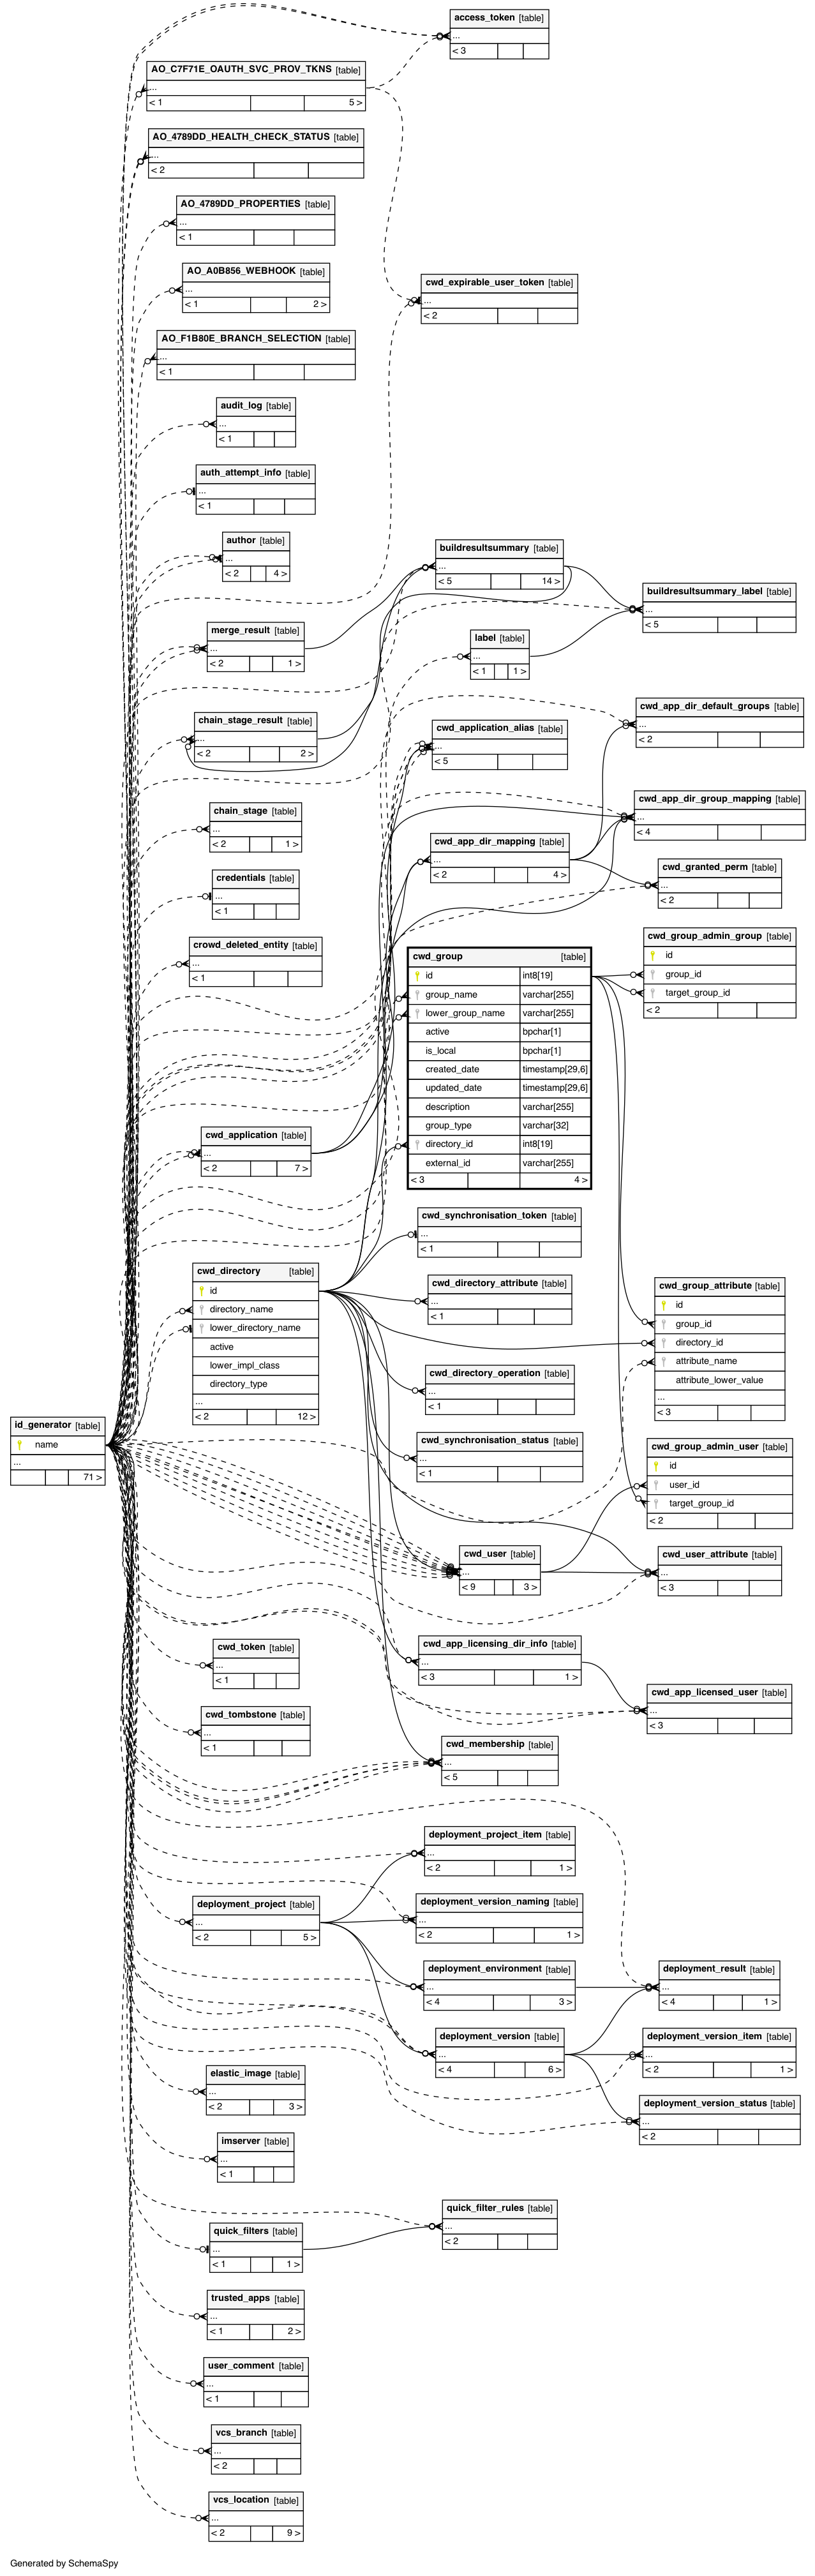 access_token [table]
...
< 3
AO_C7F71E_OAUTH_SVC_PROV_TKNS [table]
...
< 1 5 >
AO_4789DD_HEALTH_CHECK_STATUS [table]
...
< 2
AO_4789DD_PROPERTIES [table]
...
< 1
AO_A0B856_WEBHOOK [table]
...
< 1 2 >
cwd_expirable_user_token [table]
...
< 2
AO_F1B80E_BRANCH_SELECTION [table]
...
< 1
audit_log [table]
...
< 1
auth_attempt_info [table]
...
< 1
author [table]
...
< 2 4 >
buildresultsummary [table]
...
< 5 14 >
buildresultsummary_label [table]
...
< 5
merge_result [table]
...
< 2 1 >
label [table]
...
< 1 1 >
chain_stage_result [table]
...
< 2 2 >
cwd_application_alias [table]
...
< 5
cwd_app_dir_default_groups [table]
...
< 2
chain_stage [table]
...
< 2 1 >
cwd_app_dir_group_mapping [table]
...
< 4
cwd_app_dir_mapping [table]
...
< 2 4 >
credentials [table]
...
< 1
cwd_granted_perm [table]
...
< 2
crowd_deleted_entity [table]
...
< 1
cwd_group [table]
id int8[19]
group_name varchar[255]
lower_group_name varchar[255]
active bpchar[1]
is_local bpchar[1]
created_date timestamp[29,6]
updated_date timestamp[29,6]
description varchar[255]
group_type varchar[32]
directory_id int8[19]
external_id varchar[255]
< 3 4 >
cwd_group_admin_group [table]
id
group_id
target_group_id
< 2
cwd_application [table]
...
< 2 7 >
cwd_synchronisation_token [table]
...
< 1
cwd_directory [table]
id
directory_name
lower_directory_name
active
lower_impl_class
directory_type
...
< 2 12 >
cwd_directory_attribute [table]
...
< 1
cwd_group_attribute [table]
id
group_id
directory_id
attribute_name
attribute_lower_value
...
< 3
cwd_directory_operation [table]
...
< 1
id_generator [table]
name
...
71 >
cwd_synchronisation_status [table]
...
< 1
cwd_group_admin_user [table]
id
user_id
target_group_id
< 2
cwd_user [table]
...
< 9 3 >
cwd_user_attribute [table]
...
< 3
cwd_token [table]
...
< 1
cwd_app_licensing_dir_info [table]
...
< 3 1 >
cwd_app_licensed_user [table]
...
< 3
cwd_tombstone [table]
...
< 1
cwd_membership [table]
...
< 5
deployment_project_item [table]
...
< 2 1 >
deployment_project [table]
...
< 2 5 >
deployment_version_naming [table]
...
< 2 1 >
deployment_environment [table]
...
< 4 3 >
deployment_result [table]
...
< 4 1 >
deployment_version [table]
...
< 4 6 >
deployment_version_item [table]
...
< 2 1 >
elastic_image [table]
...
< 2 3 >
deployment_version_status [table]
...
< 2
imserver [table]
...
< 1
quick_filter_rules [table]
...
< 2
quick_filters [table]
...
< 1 1 >
trusted_apps [table]
...
< 1 2 >
user_comment [table]
...
< 1
vcs_branch [table]
...
< 2
vcs_location [table]
...
< 2 9 >
Generated by SchemaSpy